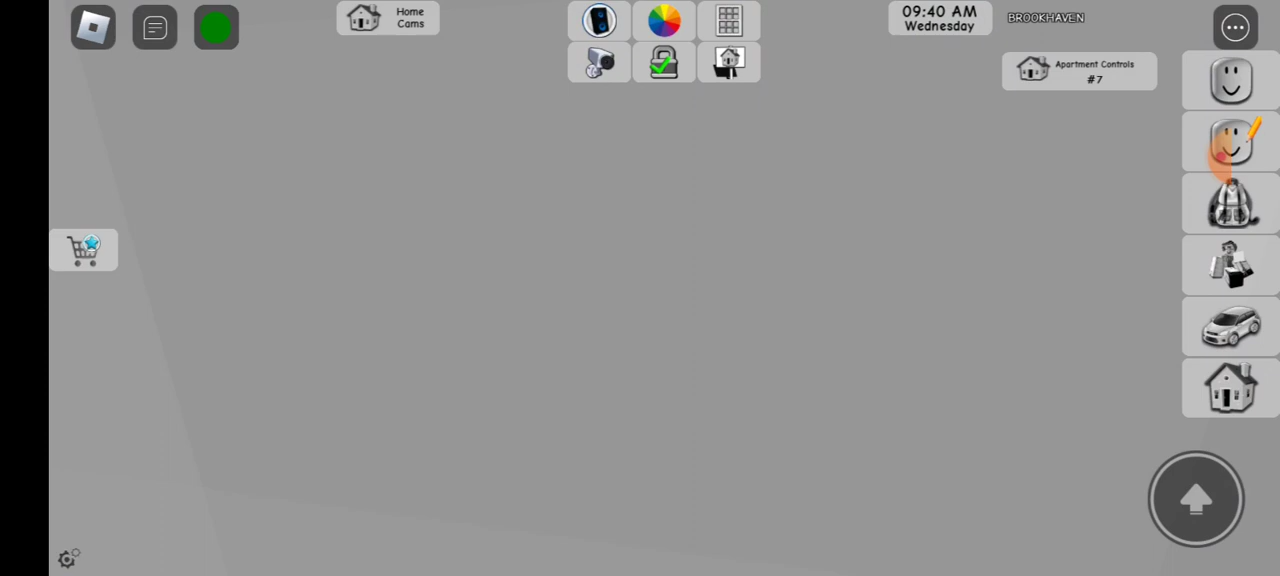 Home
Cams
09:40 AM
Wednesday
BROOKHAVEN
Apartment Controls
#7